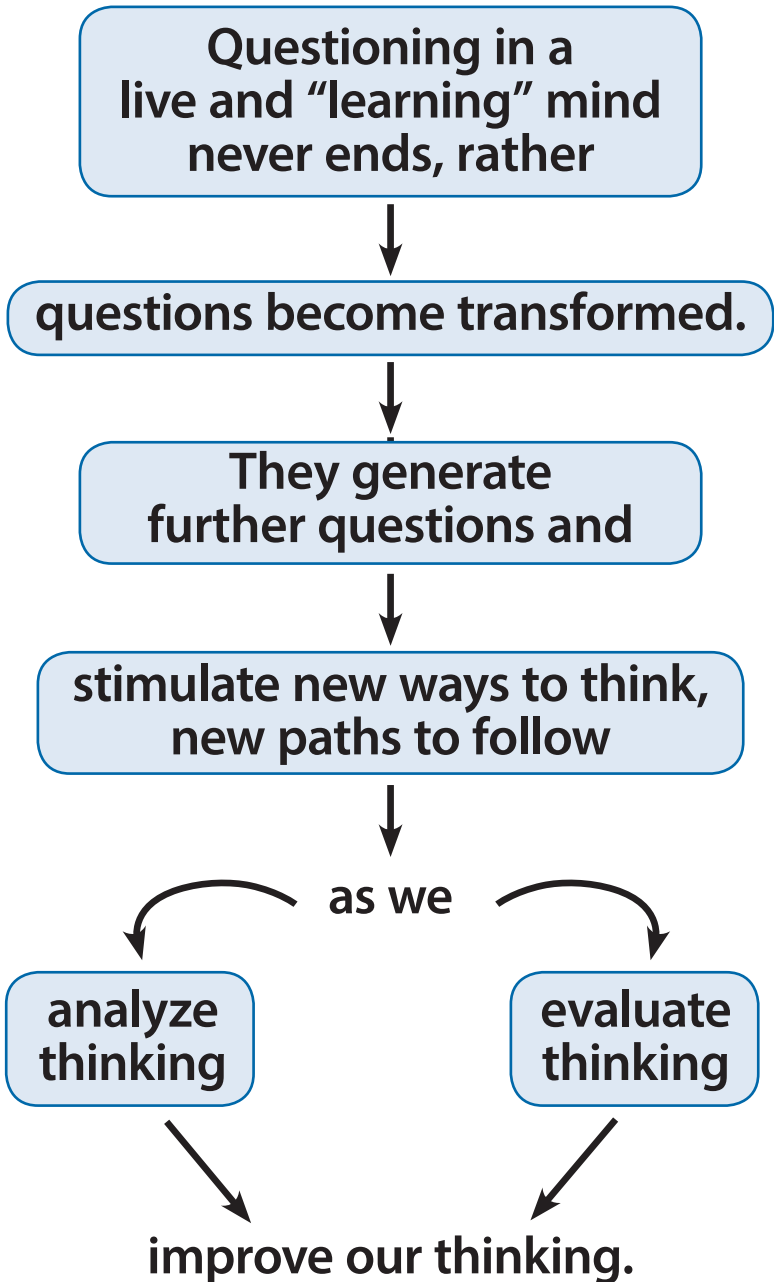 Questioning in a
live and “learning” mind
never ends, rather
questions become transformed.
They generate
further questions and
stimulate new ways to think,
new paths to follow
as we
analyze
thinking
evaluate
thinking
improve our thinking.